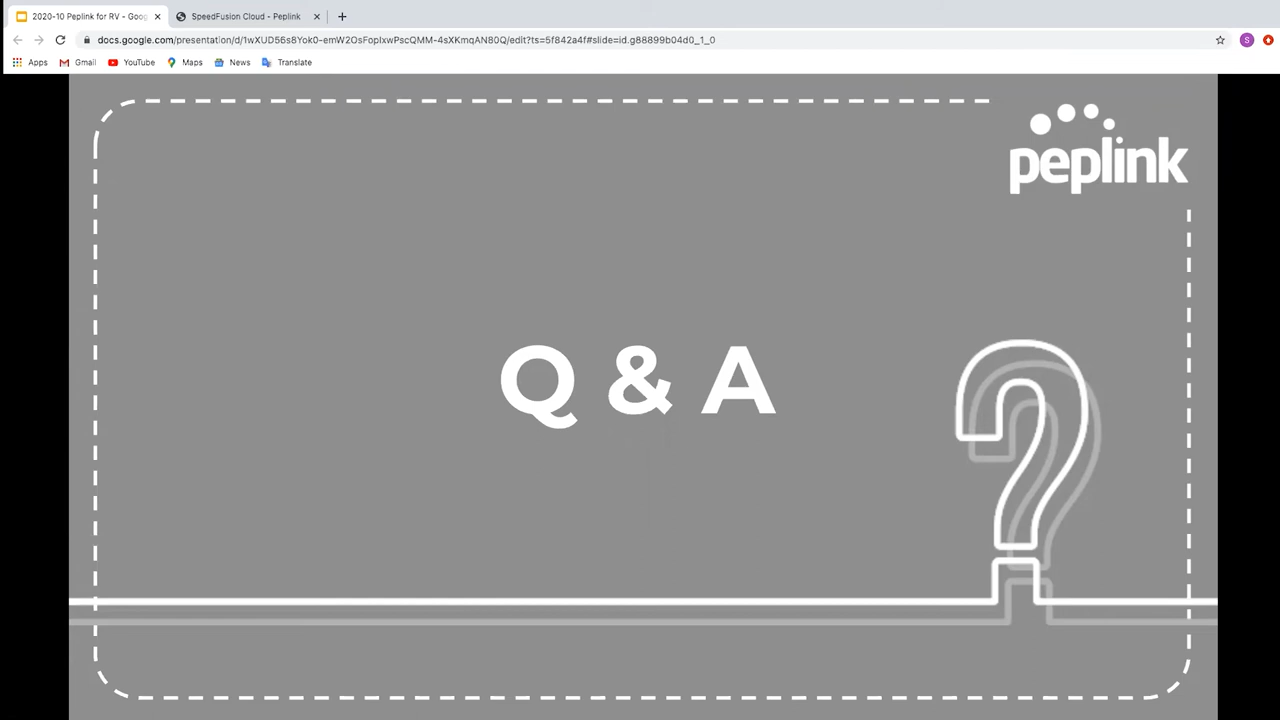 2020-10 Peplink for RV - Goog
SpeedFusion Cloud - Peplink
docs.google.com/presentation/d/1wXUD56s8Yok0-emW2OsFopIxwPscQMM-4sXKmqAN80Q/edit?ts=5f842a4f#slide=id.g88899b04d0_1_0
S
Apps
Gmail
YouTube
Maps
News
Translate
peplink
Q & A
?